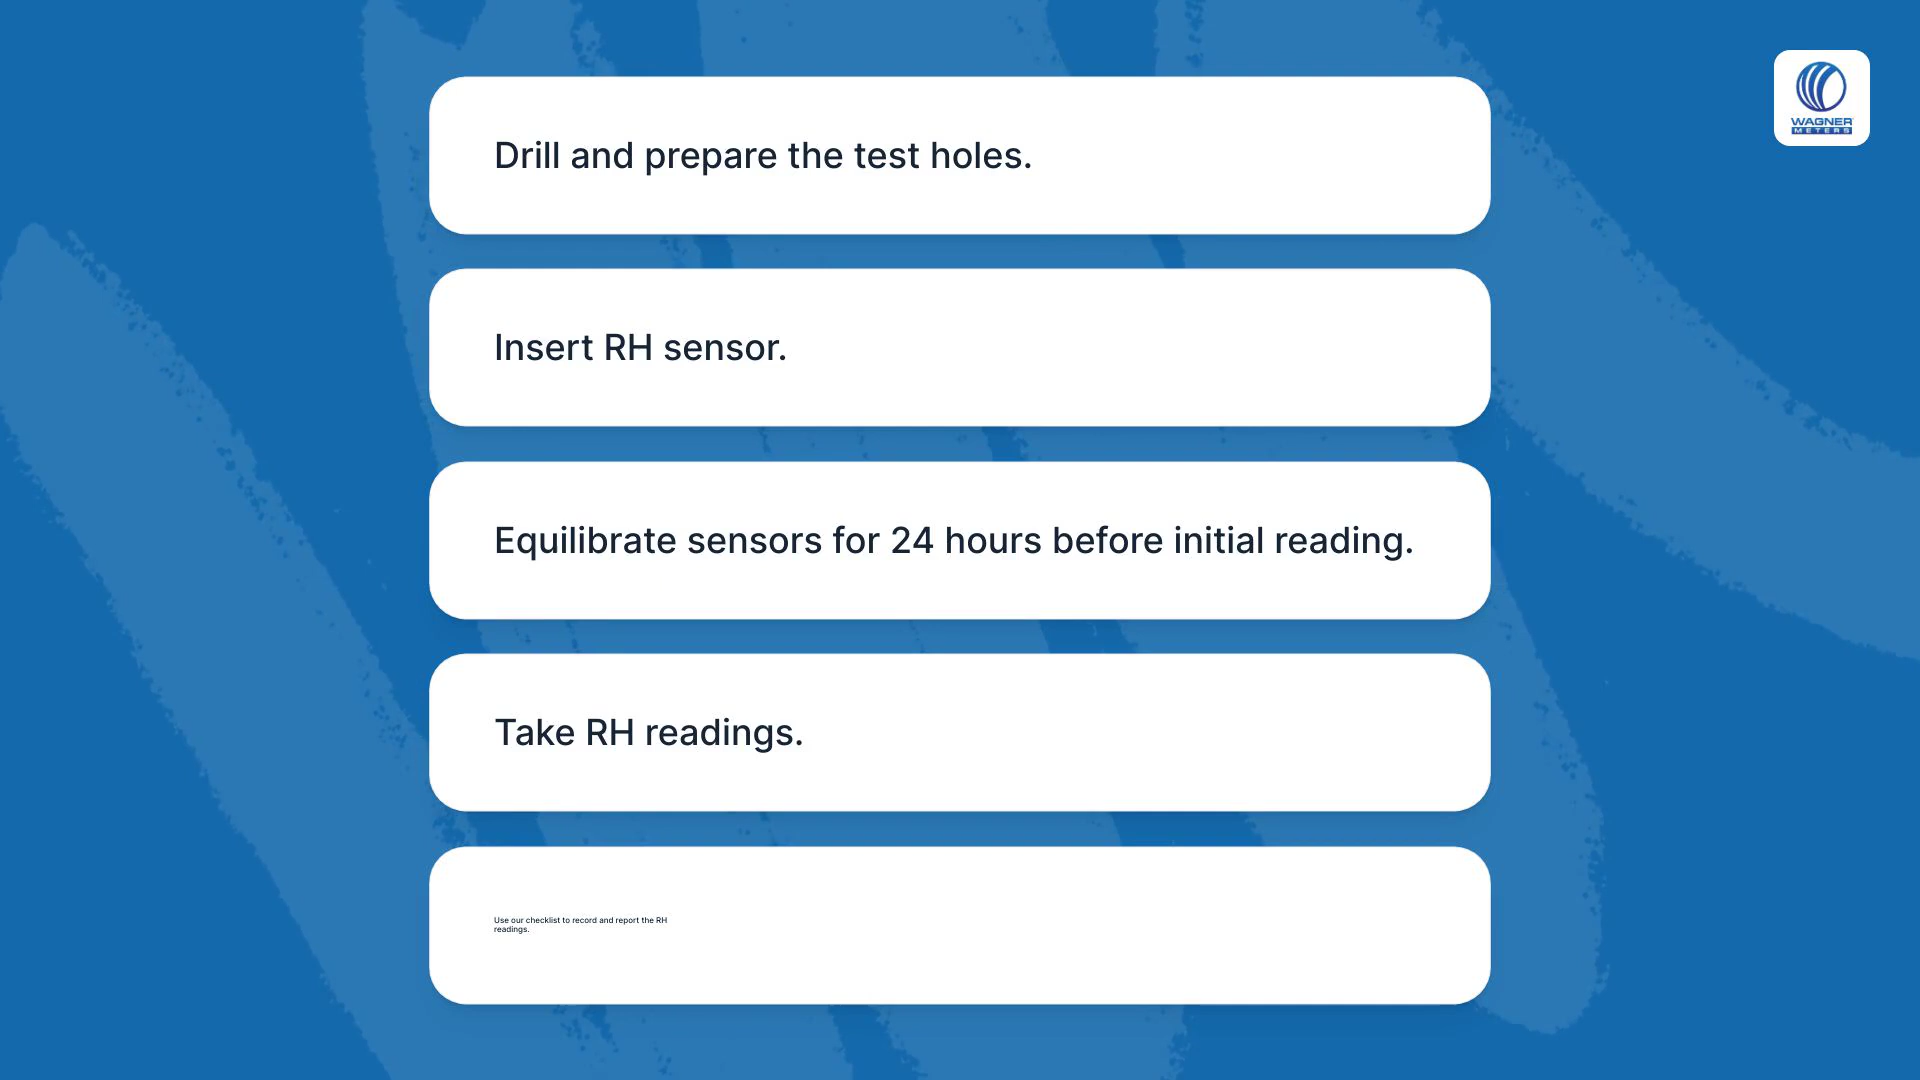 Drill and prepare the test holes.
WAGNER
METERS
Insert RH sensor.
Equilibrate sensors for 24 hours before initial reading.
Take RH readings.
Use our checklist to record and report the RH
readings.